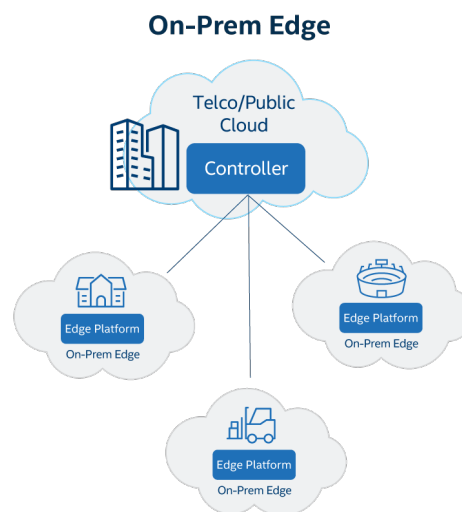 On-Prem Edge
Telco/Public
Cloud
Controller
Edge Platform
On-Prem Edge
Edge Platform
On-Prem Edge
Edge Platform
On-Prem Edge